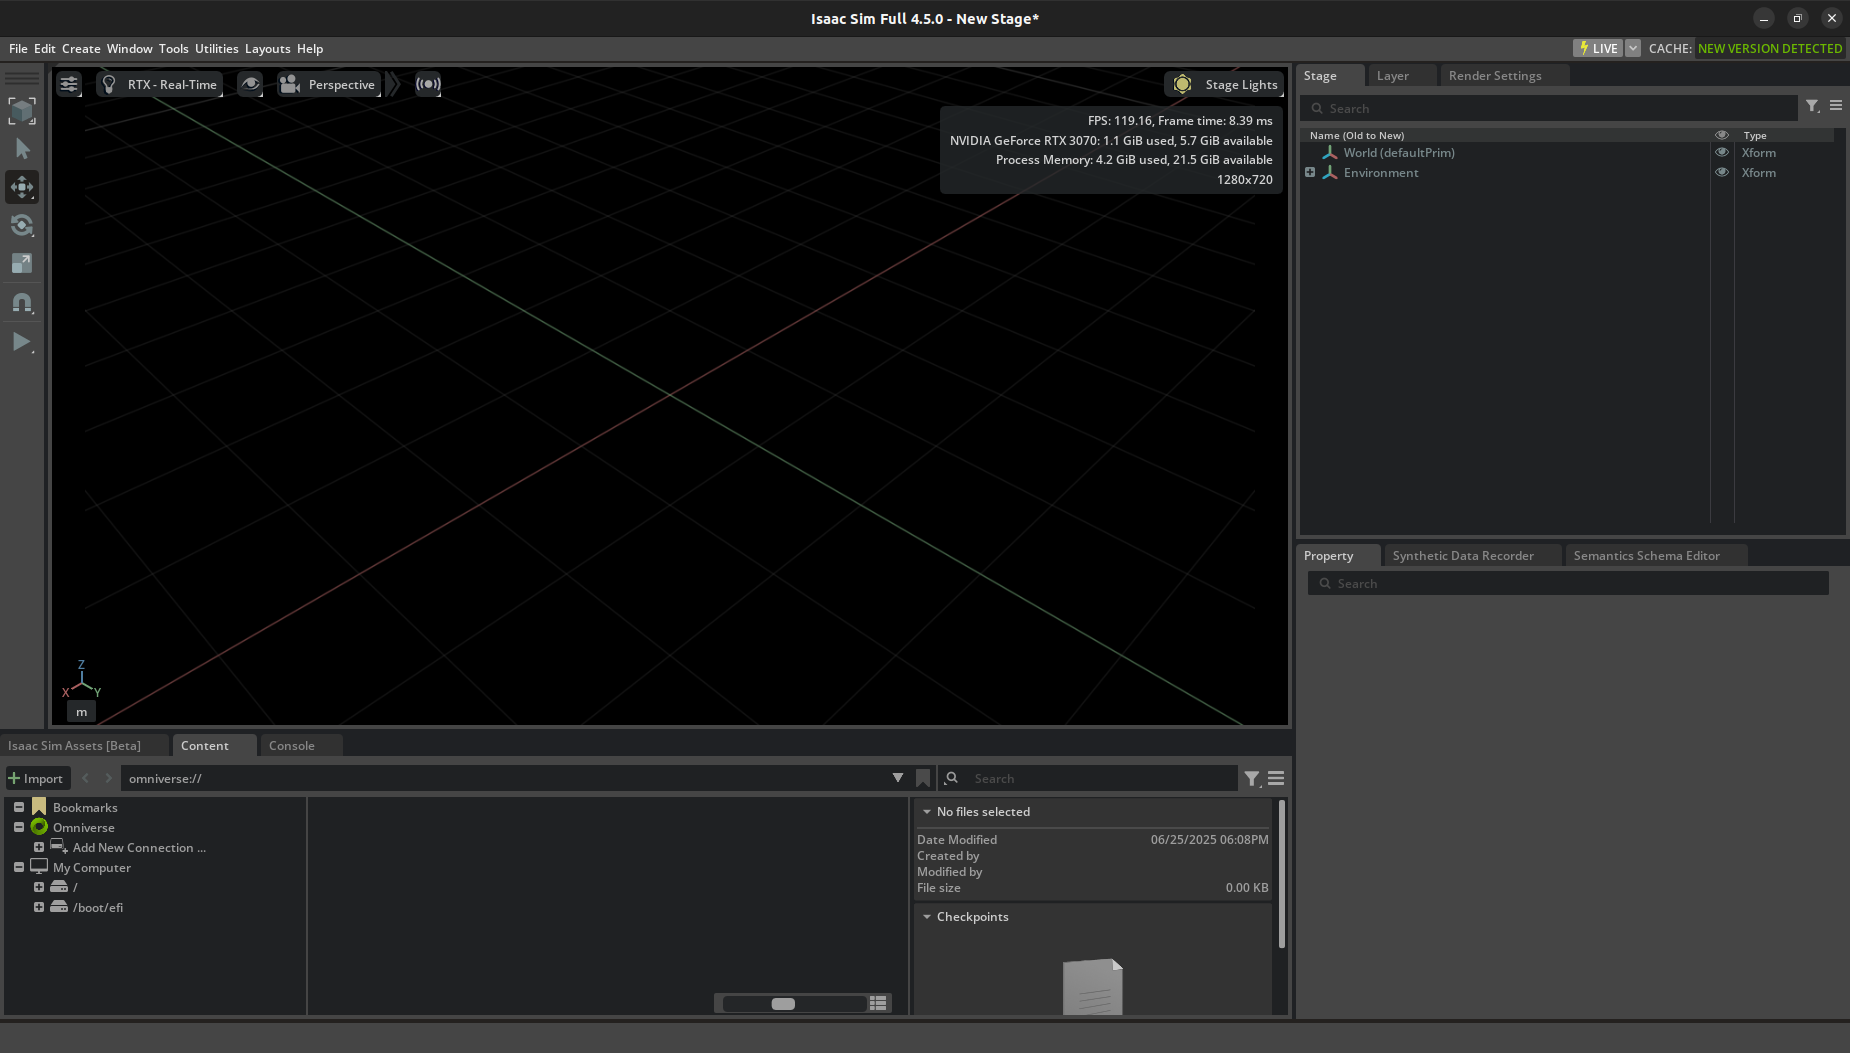 Isaac Sim Full 4.5.0 - New Stage*
File Edit Create Window Tools Utilities Layouts Help
LIVE CACHE: NEW VERSION DETECTED
RTX - Real-Time Perspective Stage Lights
FPS: 119.16, Frame time: 8.39 ms
NVIDIA GeForce RTX 3070: 1.1 GiB used, 5.7 GiB available
Process Memory: 4.2 GiB used, 21.5 GiB available
1280x720
Z
X Y
m
Stage Layer Render Settings
Search
Name (Old to New) Type
World (defaultPrim) Xform
Environment Xform
Property Synthetic Data Recorder Semantics Schema Editor
Search
Isaac Sim Assets [Beta] Content Console
Import omniverse:// Search
Bookmarks
Omniverse
Add New Connection ...
My Computer
/
/boot/efi
No files selected
Date Modified 06/25/2025 06:08PM
Created by
Modified by
File size 0.00 KB
Checkpoints